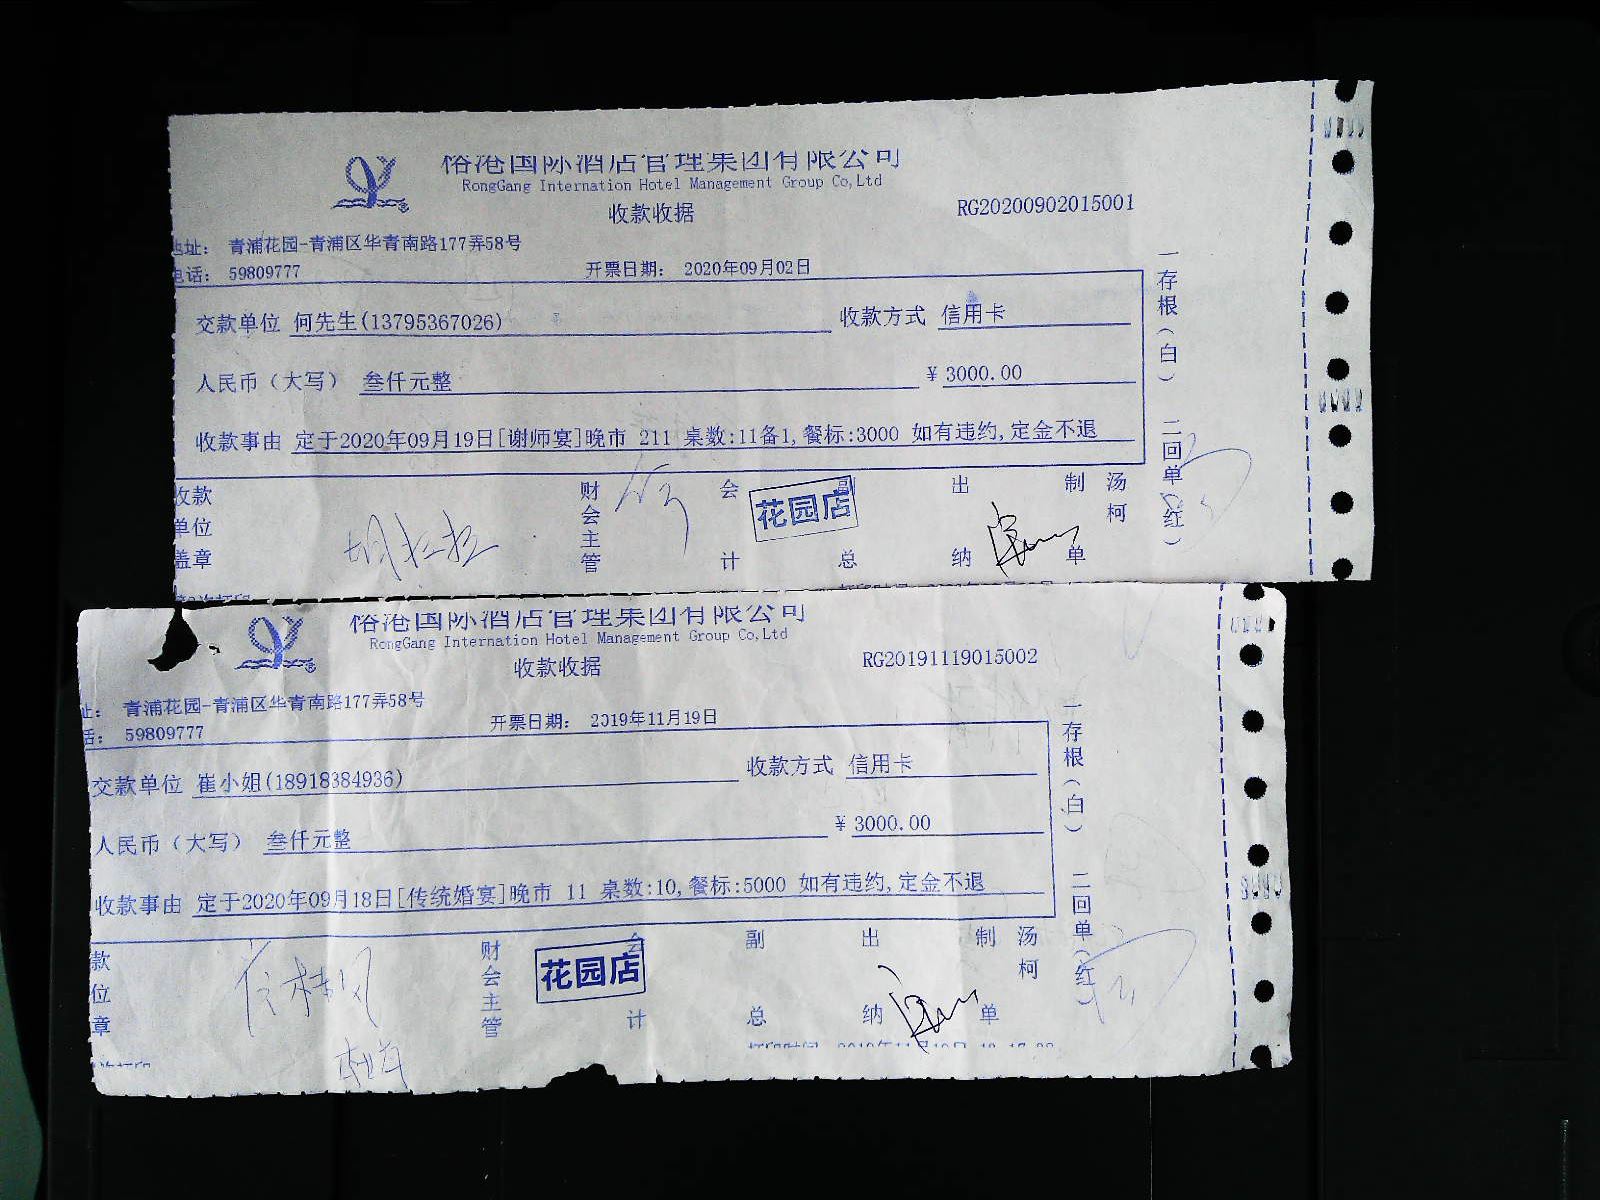 俗港国际酒店管理集团有限公司
RongGang Internation Hotel Management Group Co,Ltd
收款收据
RG20200902015001
地址: 青浦花园-青浦区华青南路177弄58号
电话: 59809777
开票日期: 2020年09月02日
交款单位 何先生(13795367026)
收款方式 信用卡
人民币（大写） 叁仟元整
¥ 3000.00
收款事由 定于2020年09月19日[谢师宴]晚市 211 桌数:11备1,餐标:3000 如有违约,定金不退
一存根（白） 二回单（红）
收款单位盖章
财会主管
会计
副总
出纳
制单
汤柯
花园店
俗港国际酒店管理集团有限公司
RongGang Internation Hotel Management Group Co,Ltd
收款收据
RG20191119015002
址: 青浦花园-青浦区华青南路177弄58号
话: 59809777
开票日期: 2019年11月19日
交款单位 崔小姐(18918384936)
收款方式 信用卡
人民币（大写） 叁仟元整
¥ 3000.00
收款事由 定于2020年09月18日[传统婚宴]晚市 11 桌数:10,餐标:5000 如有违约,定金不退
一存根（白） 二回单（红）
款位章
财会主管
会计
副总
出纳
制单
汤柯
花园店